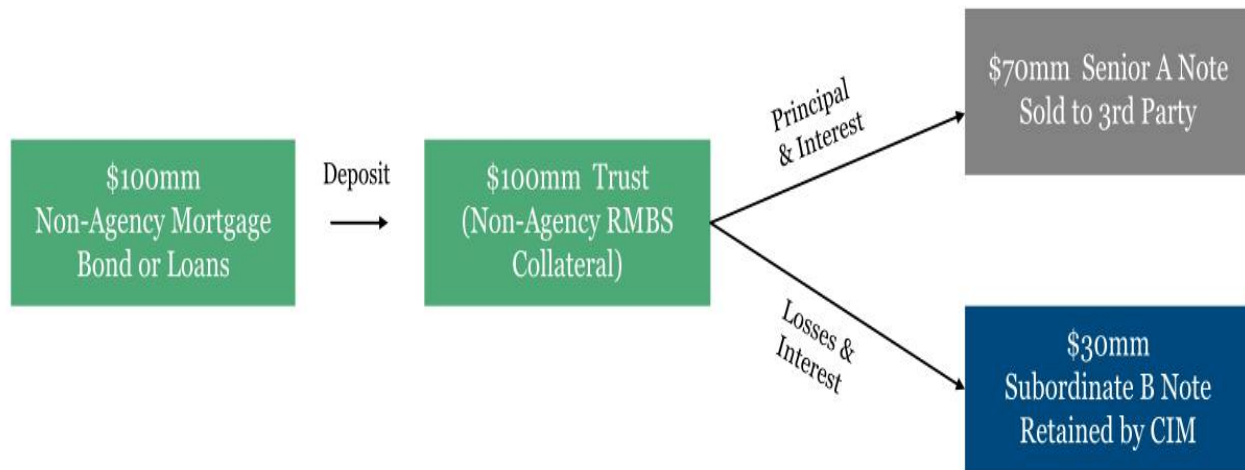 $100mm
Non-Agency Mortgage
Bond or Loans
Deposit
$100mm Trust
(Non-Agency RMBS
Collateral)
Principal
& Interest
$70mm Senior A Note
Sold to 3rd Party
Losses &
Interest
$30mm
Subordinate B Note
Retained by CIM